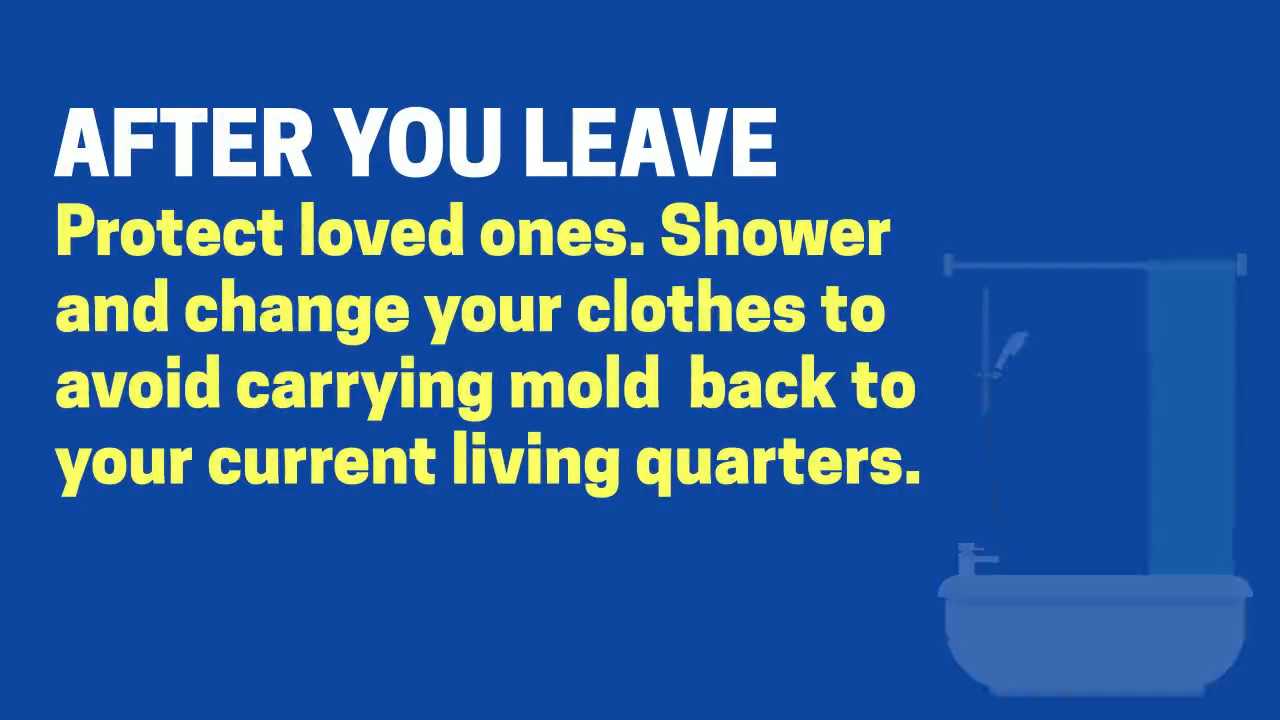 AFTER YOU LEAVE
Protect loved ones. Shower
and change your clothes to
avoid carrying mold  back to
your current living quarters.